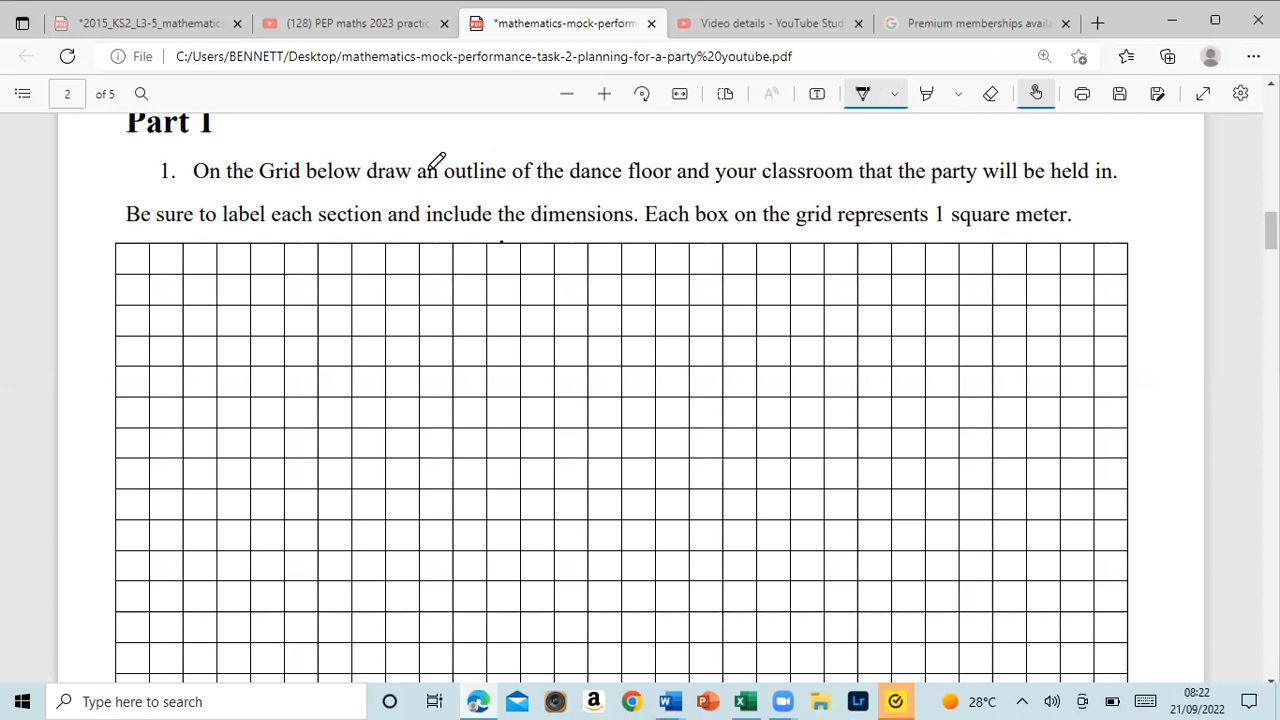 *2015_KS2_L3-5_mathematics
(128) PEP maths 2023 practic
*mathematics-mock-perform
Video details - YouTube Stud
Premium memberships availa
File
C:/Users/BENNETT/Desktop/mathematics-mock-performance-task-2-planning-for-a-party%20youtube.pdf
2 of 5
Part 1
1. On the Grid below draw an outline of the dance floor and your classroom that the party will be held in.
Be sure to label each section and include the dimensions. Each box on the grid represents 1 square meter.
Type here to search
28°C
08:22
21/09/2022